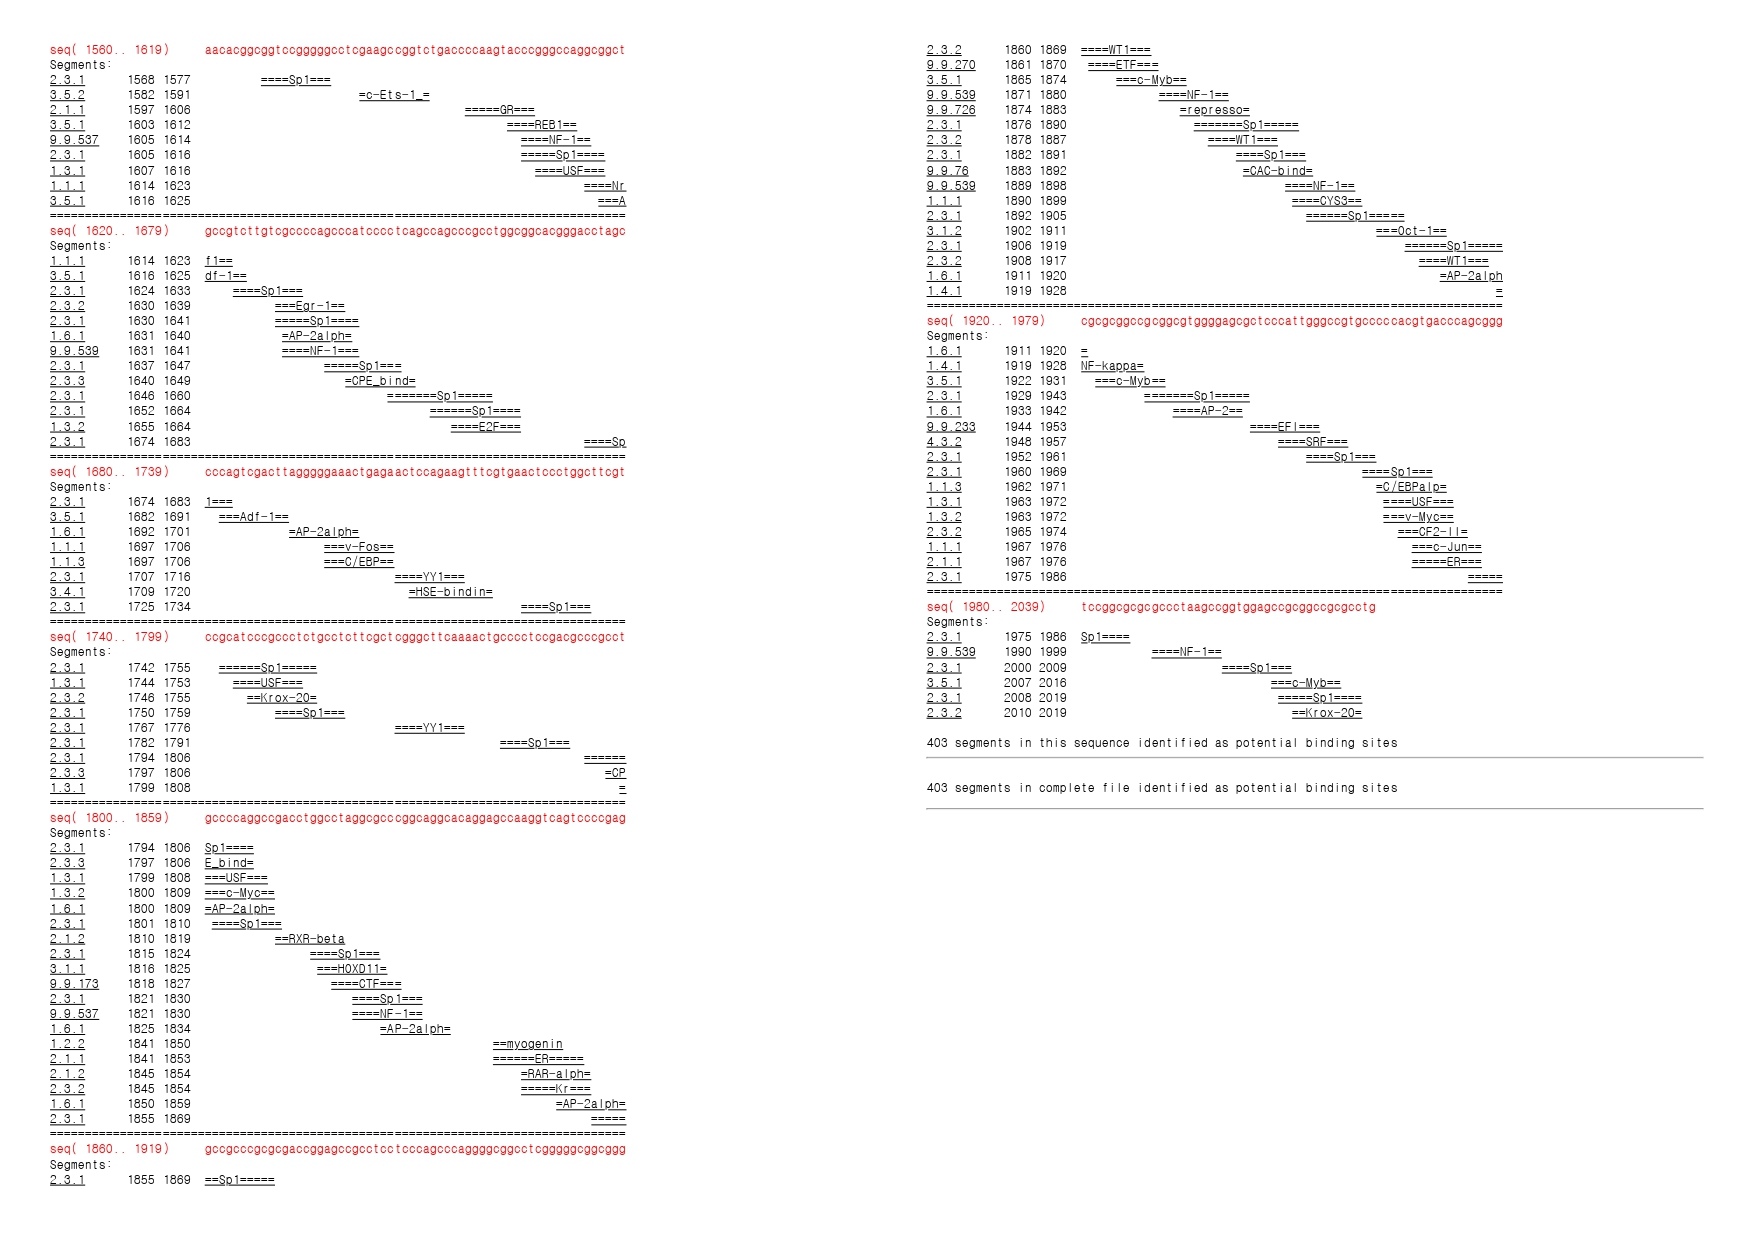 seq( 1560.. 1619)     aacacggcggtccgggggcctcgaagccggtctgaccccaagtacccgggccaggcggct
Segments:
2.3.1      1568 1577          ====Sp1===
3.5.2      1582 1591                        =c-Ets-1_=
2.1.1      1597 1606                                       =====GR===
3.5.1      1603 1612                                             ====REB1==
9.9.537    1605 1614                                               ====NF-1==
2.3.1      1605 1616                                               =====Sp1====
1.3.1      1607 1616                                                 ====USF===
1.1.1      1614 1623                                                        ====Nr
3.5.1      1616 1625                                                          ===A
==================================================================================
seq( 1620.. 1679)     gccgtcttgtcgccccagcccatcccctcagccagcccgcctggcggcacgggacctagc
Segments:
1.1.1      1614 1623  f1==
3.5.1      1616 1625  df-1==
2.3.1      1624 1633      ====Sp1===
2.3.2      1630 1639            ===Egr-1==
2.3.1      1630 1641            =====Sp1====
1.6.1      1631 1640             =AP-2alph=
9.9.539    1631 1641             ====NF-1===
2.3.1      1637 1647                   =====Sp1===
2.3.3      1640 1649                      =CPE_bind=
2.3.1      1646 1660                            =======Sp1=====
2.3.1      1652 1664                                  ======Sp1====
1.3.2      1655 1664                                     ====E2F===
2.3.1      1674 1683                                                        ====Sp
==================================================================================
seq( 1680.. 1739)     cccagtcgacttagggggaaactgagaactccagaagtttcgtgaactccctggcttcgt
Segments:
2.3.1      1674 1683  1===
3.5.1      1682 1691    ===Adf-1==
1.6.1      1692 1701              =AP-2alph=
1.1.1      1697 1706                   ===v-Fos==
1.1.3      1697 1706                   ===C/EBP==
2.3.1      1707 1716                             ====YY1===
3.4.1      1709 1720                               =HSE-bindin=
2.3.1      1725 1734                                               ====Sp1===
==================================================================================
seq( 1740.. 1799)     ccgcatcccgccctctgcctcttcgctcgggcttcaaaactgcccctccgacgcccgcct
Segments:
2.3.1      1742 1755    ======Sp1=====
1.3.1      1744 1753      ====USF===
2.3.2      1746 1755        ==Krox-20=
2.3.1      1750 1759            ====Sp1===
2.3.1      1767 1776                             ====YY1===
2.3.1      1782 1791                                            ====Sp1===
2.3.1      1794 1806                                                        ======
2.3.3      1797 1806                                                           =CP
1.3.1      1799 1808                                                             =
==================================================================================
seq( 1800.. 1859)     gccccaggccgacctggcctaggcgcccggcaggcacaggagccaaggtcagtccccgag
Segments:
2.3.1      1794 1806  Sp1====
2.3.3      1797 1806  E_bind=
1.3.1      1799 1808  ===USF===
1.3.2      1800 1809  ===c-Myc==
1.6.1      1800 1809  =AP-2alph=
2.3.1      1801 1810   ====Sp1===
2.1.2      1810 1819            ==RXR-beta
2.3.1      1815 1824                 ====Sp1===
3.1.1      1816 1825                  ===HOXD11=
9.9.173    1818 1827                    ====CTF===
2.3.1      1821 1830                       ====Sp1===
9.9.537    1821 1830                       ====NF-1==
1.6.1      1825 1834                           =AP-2alph=
1.2.2      1841 1850                                           ==myogenin
2.1.1      1841 1853                                           ======ER=====
2.1.2      1845 1854                                               =RAR-alph=
2.3.2      1845 1854                                               =====Kr===
1.6.1      1850 1859                                                    =AP-2alph=
2.3.1      1855 1869                                                         =====
==================================================================================
seq( 1860.. 1919)     gccgcccgcgcgaccggagccgcctcctcccagcccaggggcggcctcgggggcggcggg
Segments:
2.3.1      1855 1869  ==Sp1=====
2.3.2      1860 1869  ====WT1===
9.9.270    1861 1870   ====ETF===
3.5.1      1865 1874       ===c-Myb==
9.9.539    1871 1880             ====NF-1==
9.9.726    1874 1883                =represso=
2.3.1      1876 1890                  =======Sp1=====
2.3.2      1878 1887                    ====WT1===
2.3.1      1882 1891                        ====Sp1===
9.9.76     1883 1892                         =CAC-bind=
9.9.539    1889 1898                               ====NF-1==
1.1.1      1890 1899                                ====CYS3==
2.3.1      1892 1905                                  ======Sp1=====
3.1.2      1902 1911                                            ===Oct-1==
2.3.1      1906 1919                                                ======Sp1=====
2.3.2      1908 1917                                                  ====WT1===
1.6.1      1911 1920                                                     =AP-2alph
1.4.1      1919 1928                                                             =
==================================================================================
seq( 1920.. 1979)     cgcgcggccgcggcgtggggagcgctcccattgggccgtgcccccacgtgacccagcggg
Segments:
1.6.1      1911 1920  =
1.4.1      1919 1928  NF-kappa=
3.5.1      1922 1931    ===c-Myb==
2.3.1      1929 1943           =======Sp1=====
1.6.1      1933 1942               ====AP-2==
9.9.233    1944 1953                          ====EFI===
4.3.2      1948 1957                              ====SRF===
2.3.1      1952 1961                                  ====Sp1===
2.3.1      1960 1969                                          ====Sp1===
1.1.3      1962 1971                                            =C/EBPalp=
1.3.1      1963 1972                                             ====USF===
1.3.2      1963 1972                                             ===v-Myc==
2.3.2      1965 1974                                               ===CF2-II=
1.1.1      1967 1976                                                 ===c-Jun==
2.1.1      1967 1976                                                 =====ER===
2.3.1      1975 1986                                                         =====
==================================================================================
seq( 1980.. 2039)     tccggcgcgcgccctaagccggtggagccgcggccgcgcctg
Segments:
2.3.1      1975 1986  Sp1====
9.9.539    1990 1999            ====NF-1==
2.3.1      2000 2009                      ====Sp1===
3.5.1      2007 2016                             ===c-Myb==
2.3.1      2008 2019                              =====Sp1====
2.3.2      2010 2019                                ==Krox-20=
403 segments in this sequence identified as potential binding sites
403 segments in complete file identified as potential binding sites